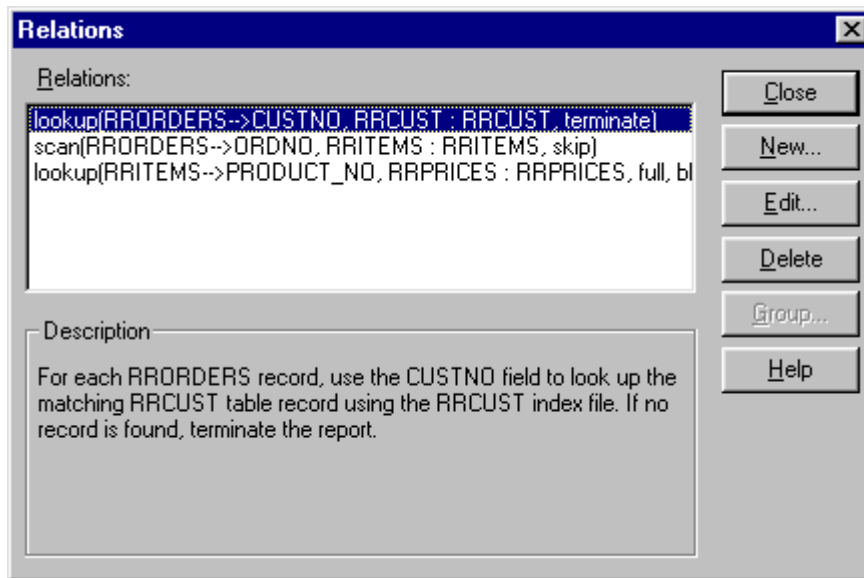 Relations
Relations:
lookup(RRORDERS-->CUSTNO, RRCUST : RRCUST, terminate)
scan(RRORDERS-->ORDNO, RRITEMS : RRITEMS, skip)
lookup(RRITEMS-->PRODUCT_NO, RRPRICES : RRPRICES, full, bl
Close
New...
Edit...
Delete
Group...
Help
Description
For each RRORDERS record, use the CUSTNO field to look up the
matching RRCUST table record using the RRCUST index file. If no
record is found, terminate the report.